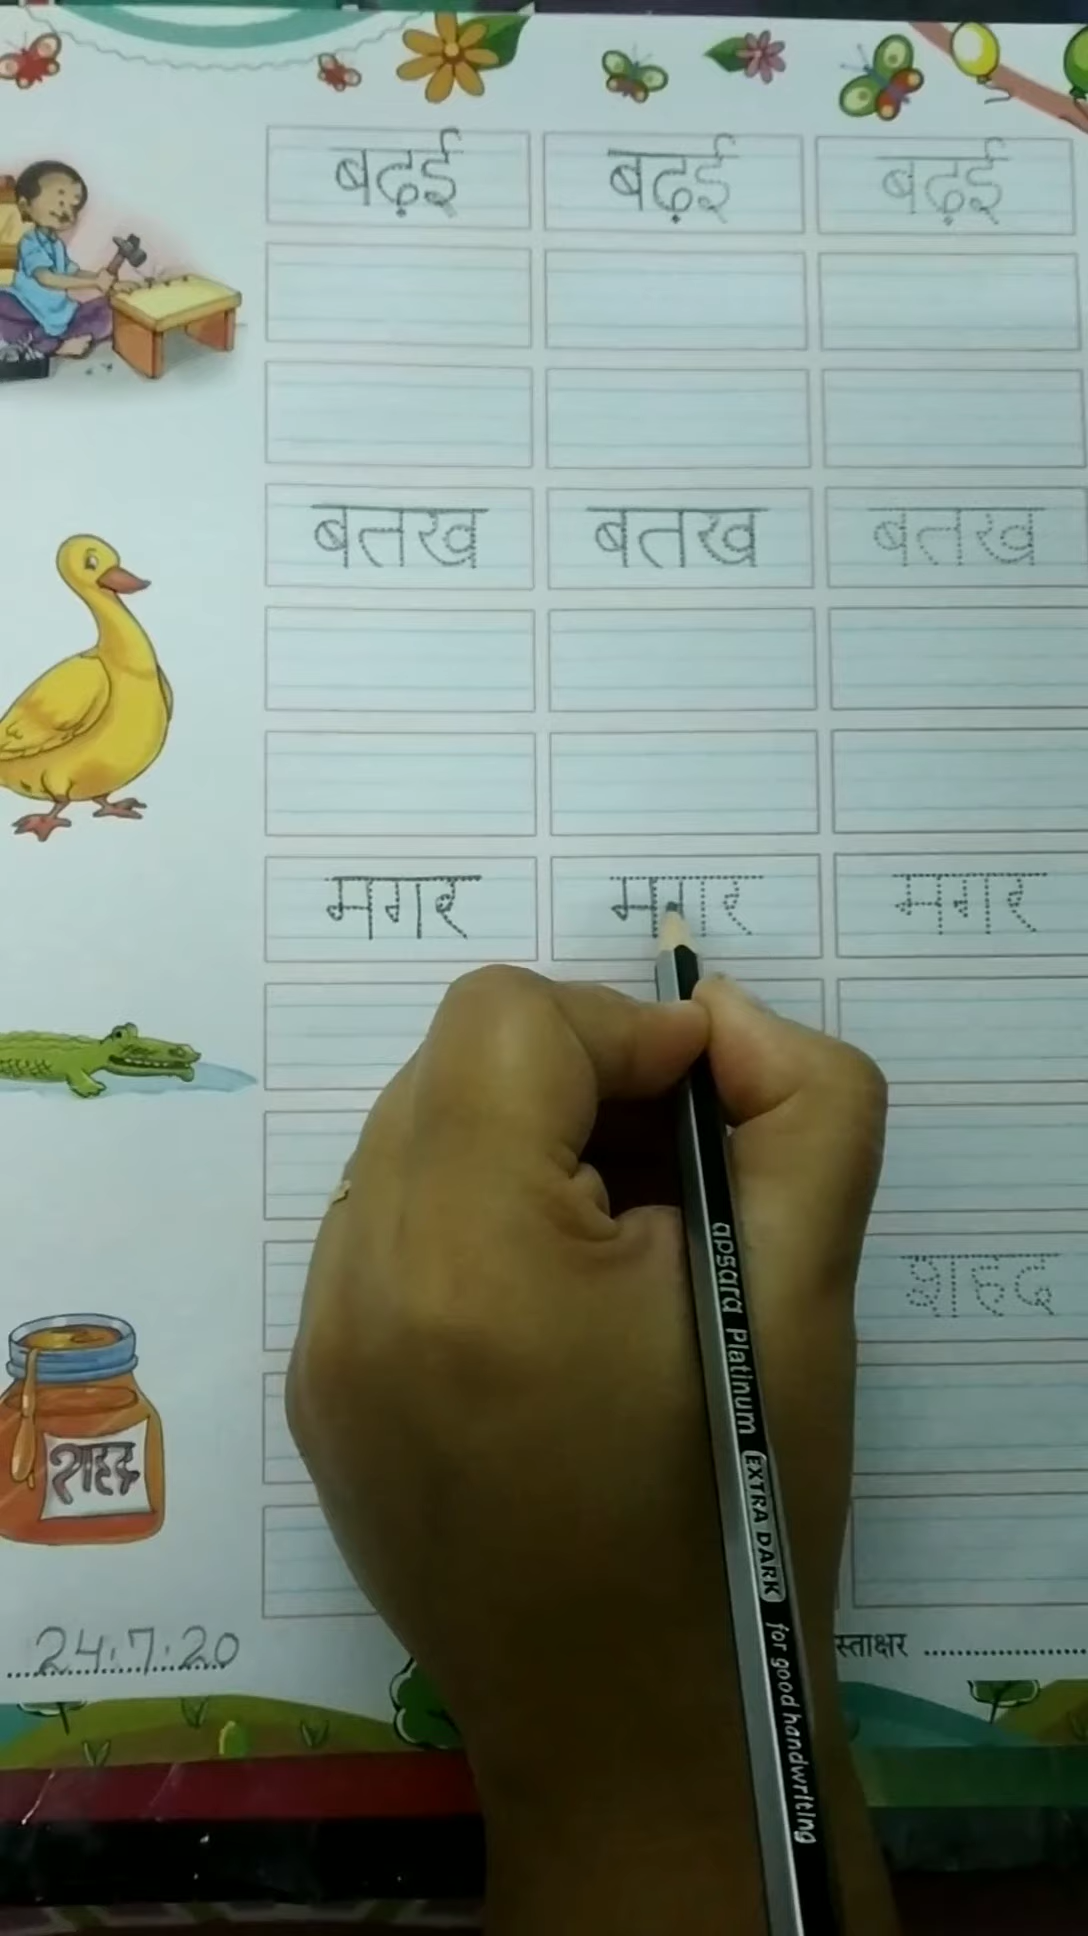 बढ़ई बढ़ई बढ़ई
बतख बतख बतख
मगर मगर मगर
शहद
शहद
24.7.20
स्ताक्षर
apsara Platinum EXTRA DARK for good handwriting